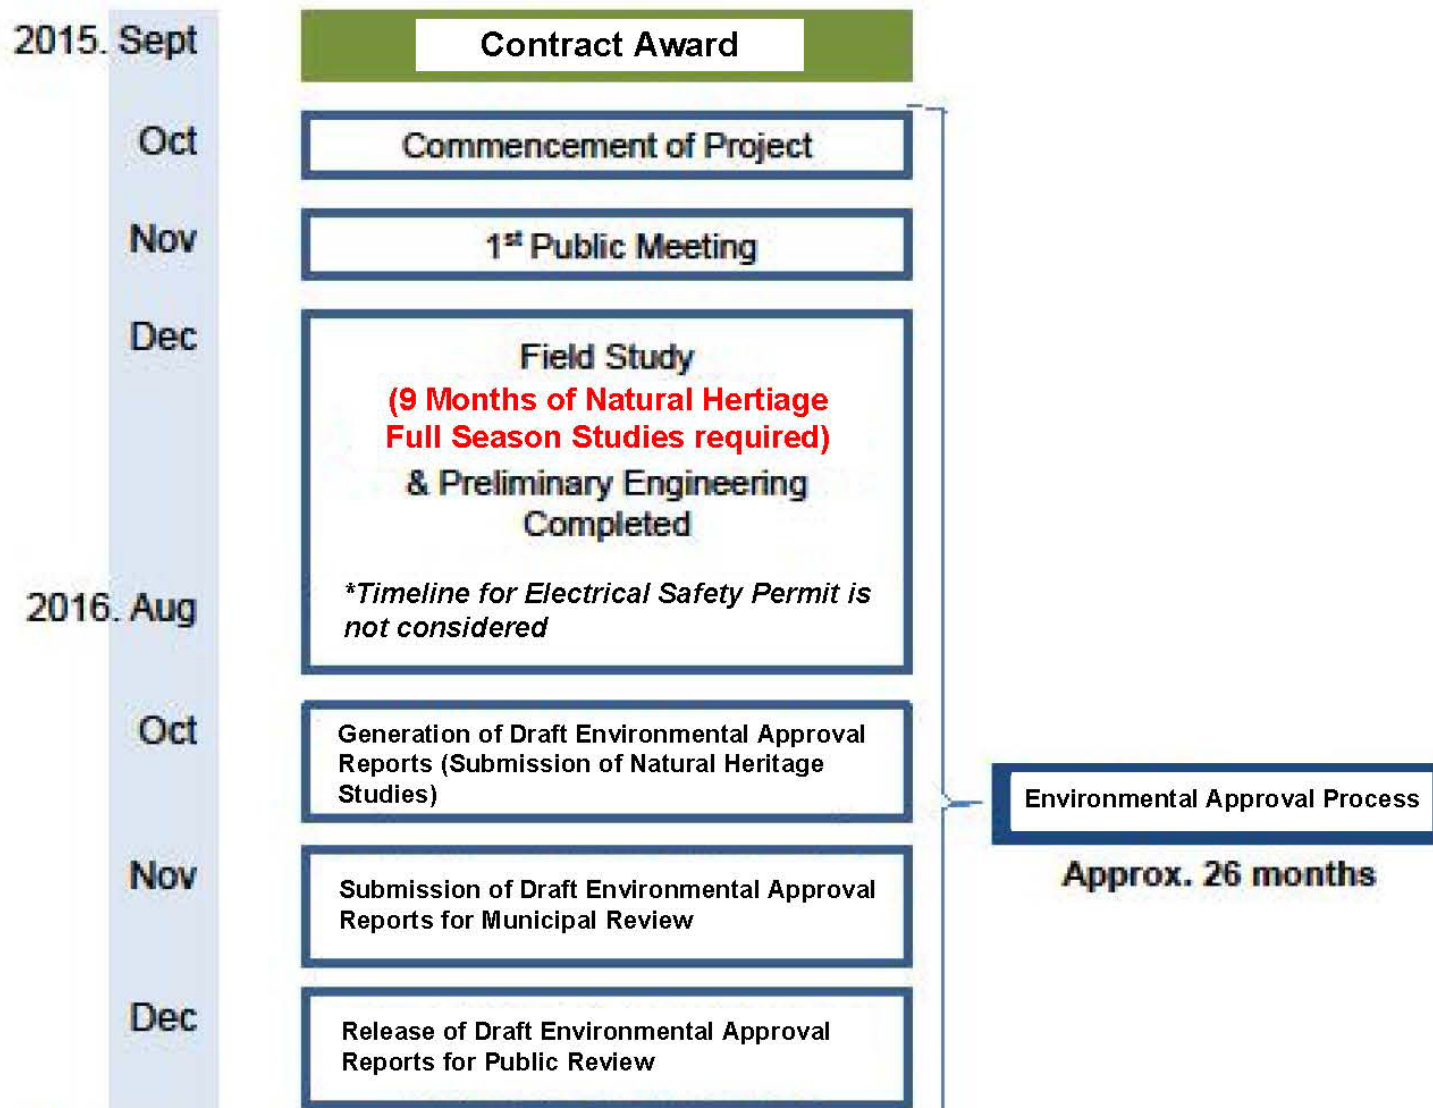 2015. Sept
Contract Award
Oct
Commencement of Project
Nov
1st Public Meeting
Dec
Field Study
(9 Months of Natural Hertiage
Full Season Studies required)
& Preliminary Engineering
Completed
*Timeline for Electrical Safety Permit is
not considered
2016. Aug
Oct
Generation of Draft Environmental Approval
Reports (Submission of Natural Heritage
Studies)
Environmental Approval Process
Approx. 26 months
Nov
Submission of Draft Environmental Approval
Reports for Municipal Review
Dec
Release of Draft Environmental Approval
Reports for Public Review